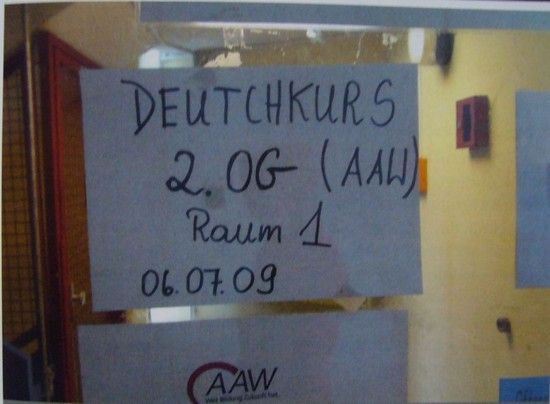 DEUTCHKURS
2. OG (AAW)
Raum 1
06.07.09
AAW